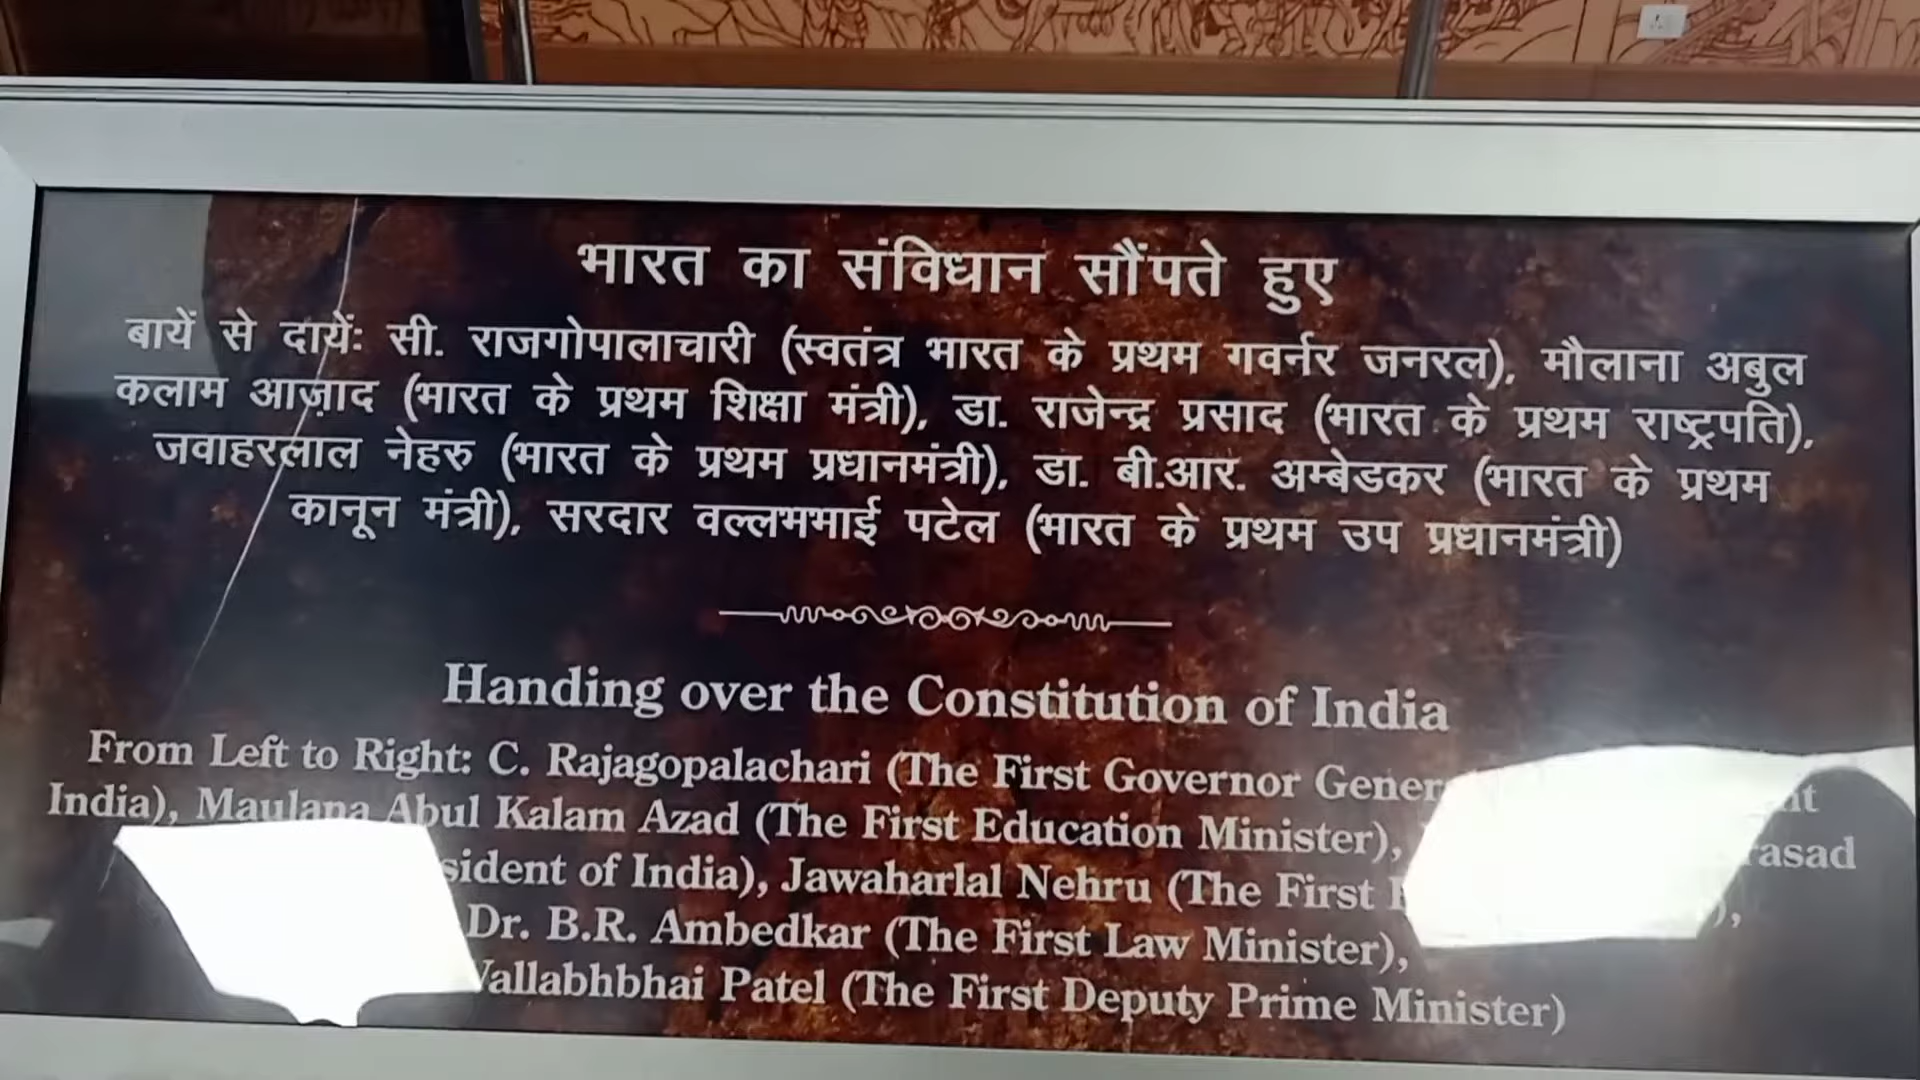 भारत का संविधान सौंपते हुए
बायें से दायें: सी. राजगोपालाचारी (स्वतंत्र भारत के प्रथम गवर्नर जनरल), मौलाना अबुल
कलाम आज़ाद (भारत के प्रथम शिक्षा मंत्री), डा. राजेन्द्र प्रसाद (भारत के प्रथम राष्ट्रपति),
जवाहरलाल नेहरु (भारत के प्रथम प्रधानमंत्री), डा. बी.आर. अम्बेडकर (भारत के प्रथम
कानून मंत्री), सरदार वल्लभभाई पटेल (भारत के प्रथम उप प्रधानमंत्री)
Handing over the Constitution of India
From Left to Right: C. Rajagopalachari (The First Governor
India), Maulana Abul Kalam Azad (The First Education Minister),
of India), Jawaharlal Nehru (The First
Dr. B.R. Ambedkar (The First Law Minister),
Vallabhbhai Patel (The First Deputy Prime Minister)